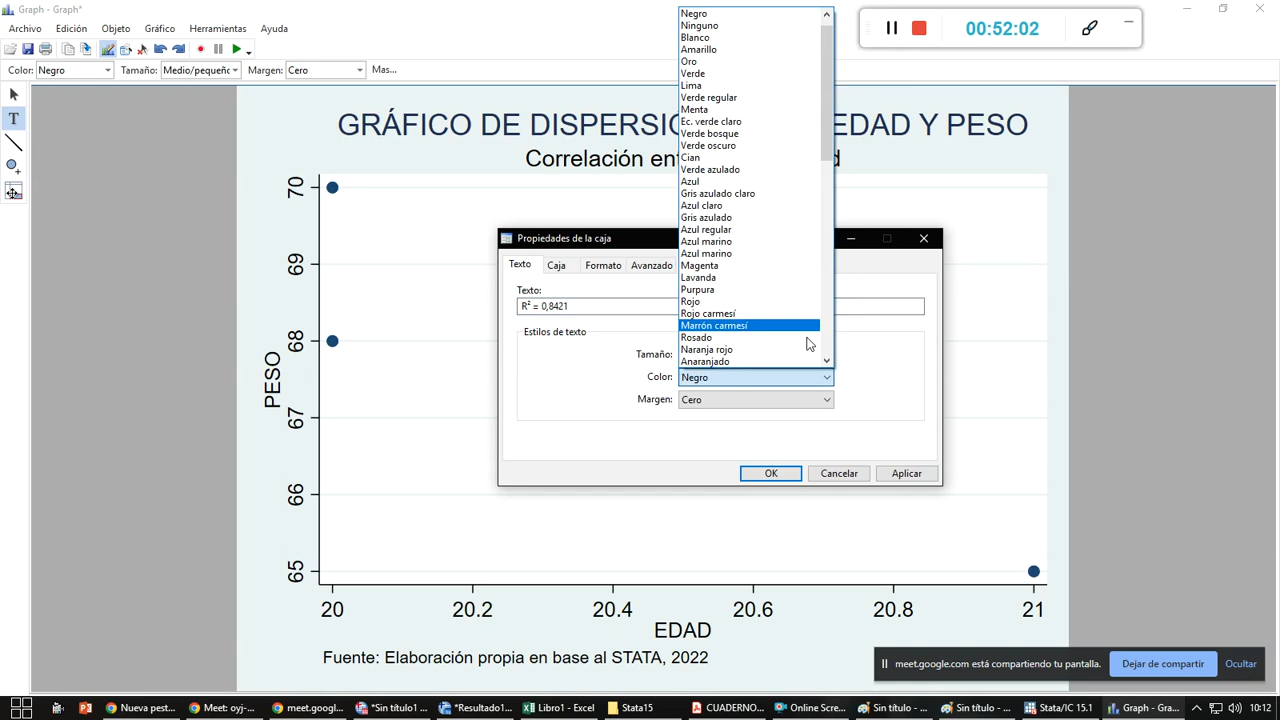 Graph - Graph*
Archivo Edición Objeto Gráfico Herramientas Ayuda
Color: Negro Tamaño: Medio/pequeño Margen: Cero Mas...
00:52:02
GRÁFICO DE DISPERSIÓ EDAD Y PESO
Correlación ent d
70
69
68
67
66
65
PESO
20 20.2 20.4 20.6 20.8 21
EDAD
Fuente: Elaboración propia en base al STATA, 2022
Negro
Ninguno
Blanco
Amarillo
Oro
Verde
Lima
Verde regular
Menta
Ec. verde claro
Verde bosque
Verde oscuro
Cian
Verde azulado
Azul
Gris azulado claro
Azul claro
Gris azulado
Azul regular
Azul marino
Azul marino
Magenta
Lavanda
Purpura
Rojo
Rojo carmesí
Marrón carmesí
Rosado
Naranja rojo
Anaranjado
Propiedades de la caja
Texto Caja Formato Avanzado
Texto:
R² = 0,8421
Estilos de texto
Tamaño:
Color: Negro
Margen: Cero
OK Cancelar Aplicar
meet.google.com está compartiendo tu pantalla. Dejar de compartir Ocultar
Nueva pest... Meet: oyj-... meet.googl... *Sin título1 ... *Resultado1... Libro1 - Excel Stata15 CUADERNO... Online Scre... Sin título - ... Sin título - ... Stata/IC 15.1 Graph - Gra... 10:12